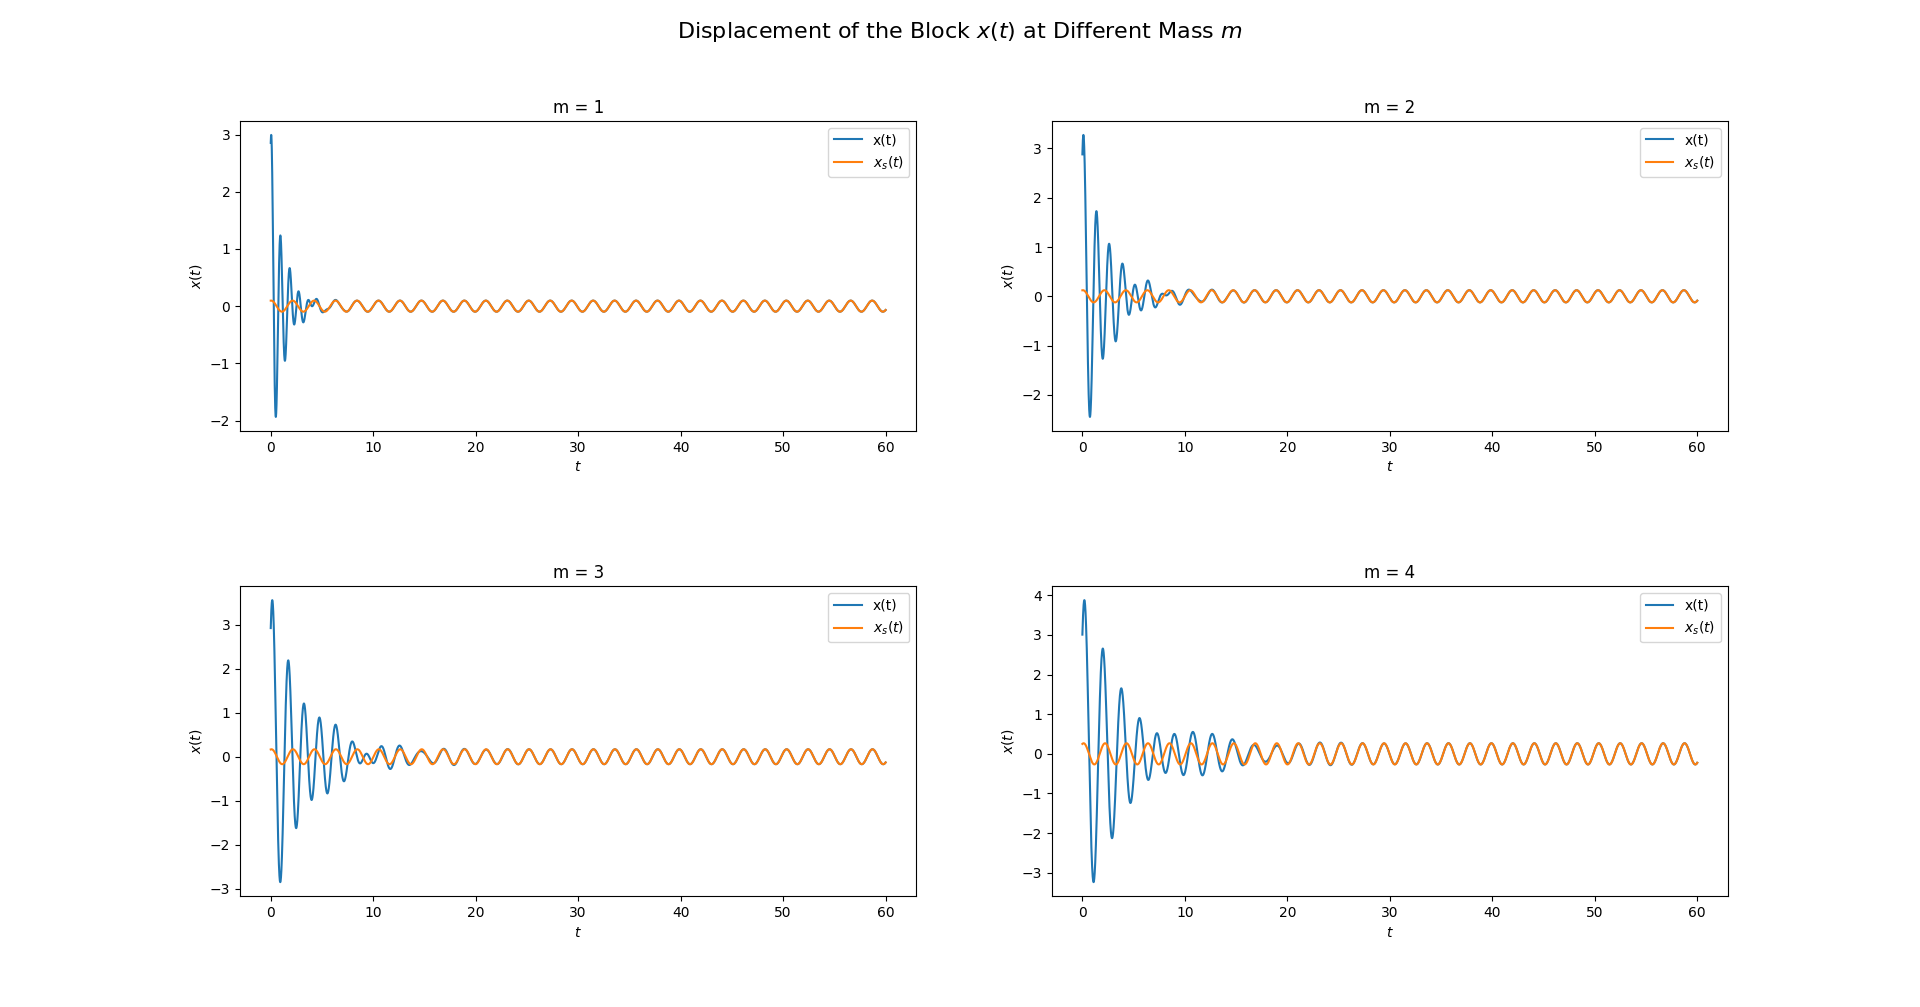 Displacement of the Block x(t) at Different Mass m
m = 1
x(t)
x_s(t)
3
2
1
0
−1
−2
x(t)
0 10 20 30 40 50 60
t
m = 2
x(t)
x_s(t)
3
2
1
0
−1
−2
x(t)
0 10 20 30 40 50 60
t
m = 3
x(t)
x_s(t)
3
2
1
0
−1
−2
−3
x(t)
0 10 20 30 40 50 60
t
m = 4
x(t)
x_s(t)
4
3
2
1
0
−1
−2
−3
x(t)
0 10 20 30 40 50 60
t